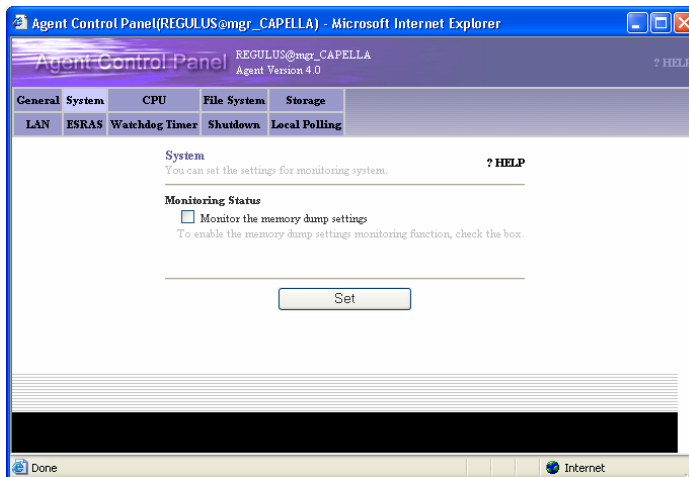 Agent Control Panel(REGULUS@mgr_CAPELLA) - Microsoft Internet Explorer
Agent Control Panel
REGULUS@mgr_CAPELLA
Agent Version 4.0
? HELP
General System CPU File System Storage
LAN ESRAS Watchdog Timer Shutdown Local Polling
System
You can set the settings for monitoring system.
? HELP
Monitoring Status
Monitor the memory dump settings
To enable the memory dump settings monitoring function, check the box.
Set
Done
Internet